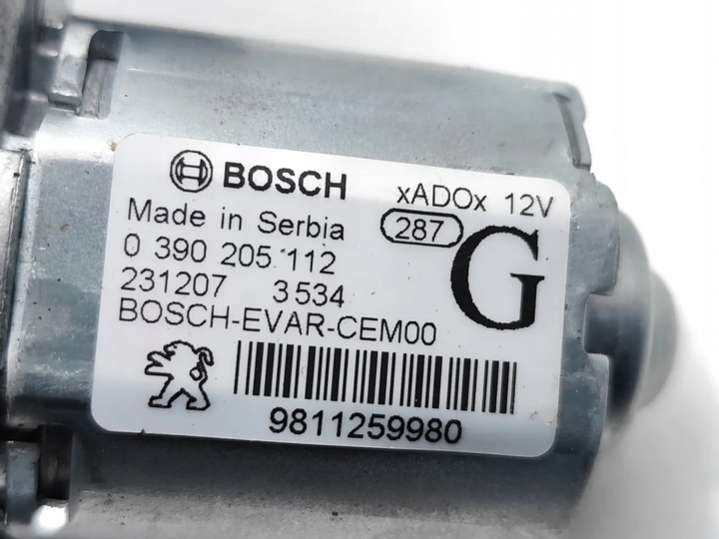 BOSCH xADOx 12V
Made in Serbia 287 G
0 390 205 112
231207 3534
BOSCH-EVAR-CEM00
9811259980